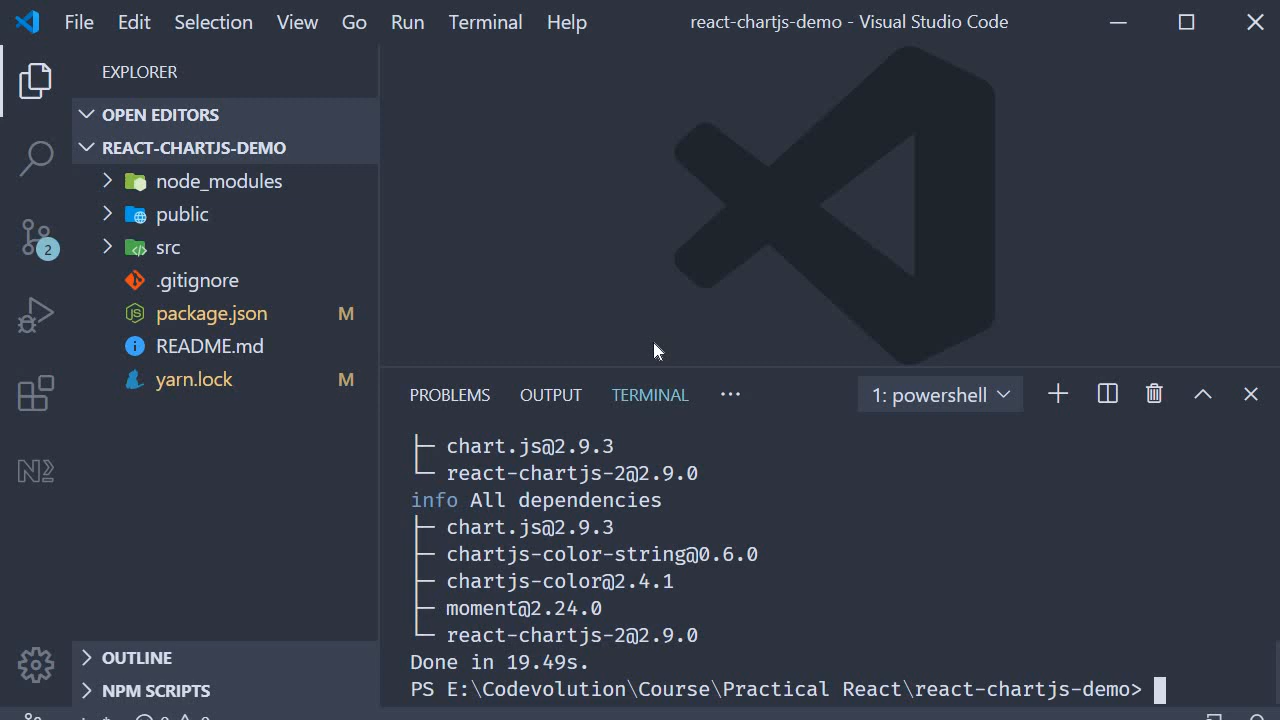 File Edit Selection View Go Run Terminal Help react-chartjs-demo - Visual Studio Code
EXPLORER
OPEN EDITORS
REACT-CHARTJS-DEMO
node_modules
public
src
2
.gitignore
package.json M
README.md
yarn.lock M
PROBLEMS OUTPUT TERMINAL ··· 1: powershell
├─ chart.js@2.9.3
└─ react-chartjs-2@2.9.0
info All dependencies
├─ chart.js@2.9.3
├─ chartjs-color-string@0.6.0
├─ chartjs-color@2.4.1
├─ moment@2.24.0
└─ react-chartjs-2@2.9.0
Done in 19.49s.
PS E:\Codevolution\Course\Practical React\react-chartjs-demo>
OUTLINE
NPM SCRIPTS